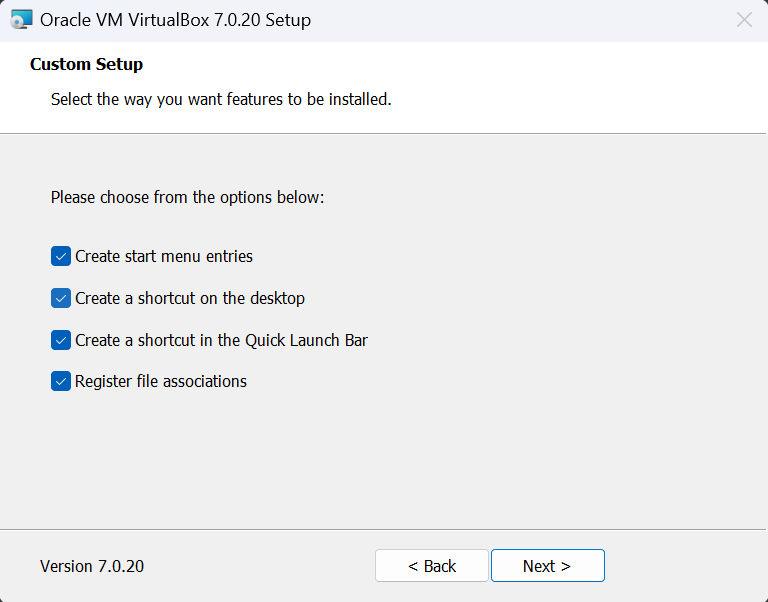 Oracle VM VirtualBox 7.0.20 Setup
Custom Setup
Select the way you want features to be installed.
Please choose from the options below:
Create start menu entries
Create a shortcut on the desktop
Create a shortcut in the Quick Launch Bar
Register file associations
Version 7.0.20
< Back
Next >